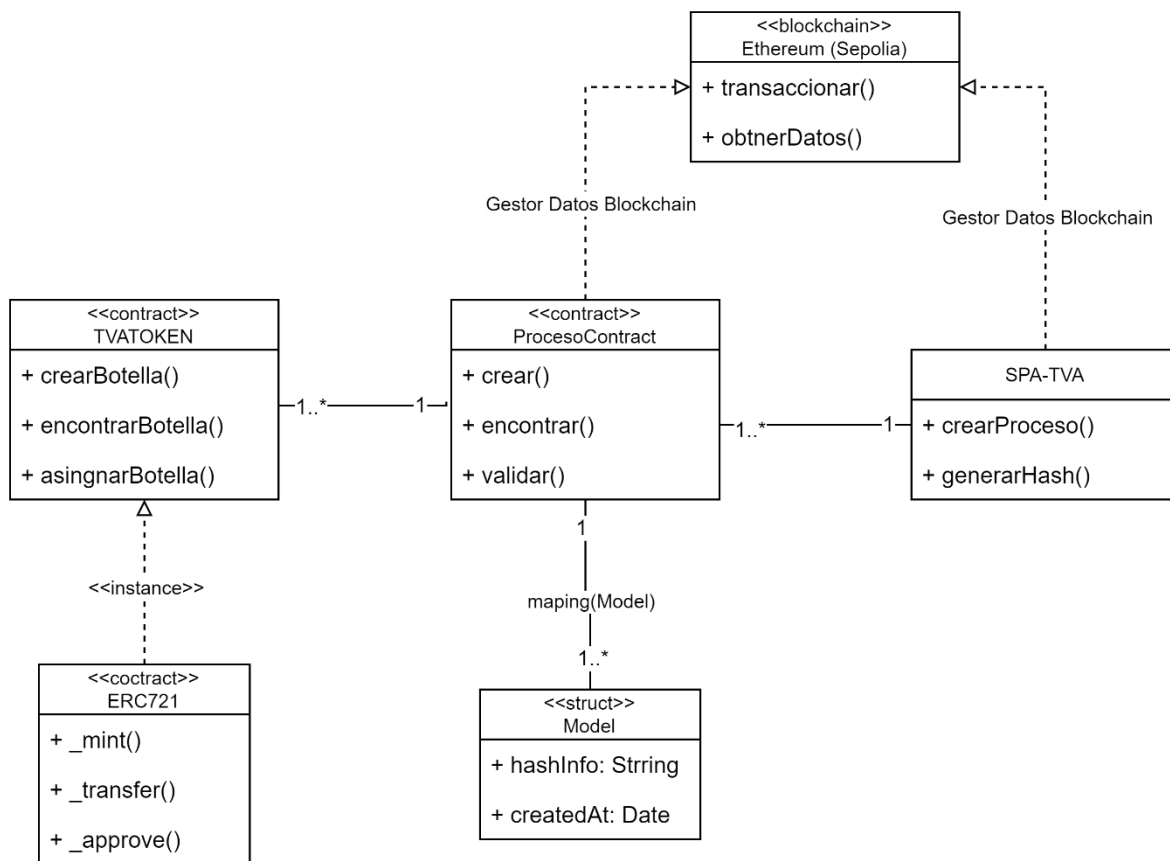 <<blockchain>>
Ethereum (Sepolia)
+ transaccionar()
+ obtnerDatos()
Gestor Datos Blockchain
Gestor Datos Blockchain
<<contract>>
TVATOKEN
+ crearBotella()
+ encontrarBotella()
+ asingnarBotella()
1..*
1
<<contract>>
ProcesoContract
+ crear()
+ encontrar()
+ validar()
1..*
1
SPA-TVA
+ crearProceso()
+ generarHash()
<<instance>>
1
maping(Model)
1..*
<<coctract>>
ERC721
+ _mint()
+ _transfer()
+ _approve()
<<struct>>
Model
+ hashInfo: Strring
+ createdAt: Date